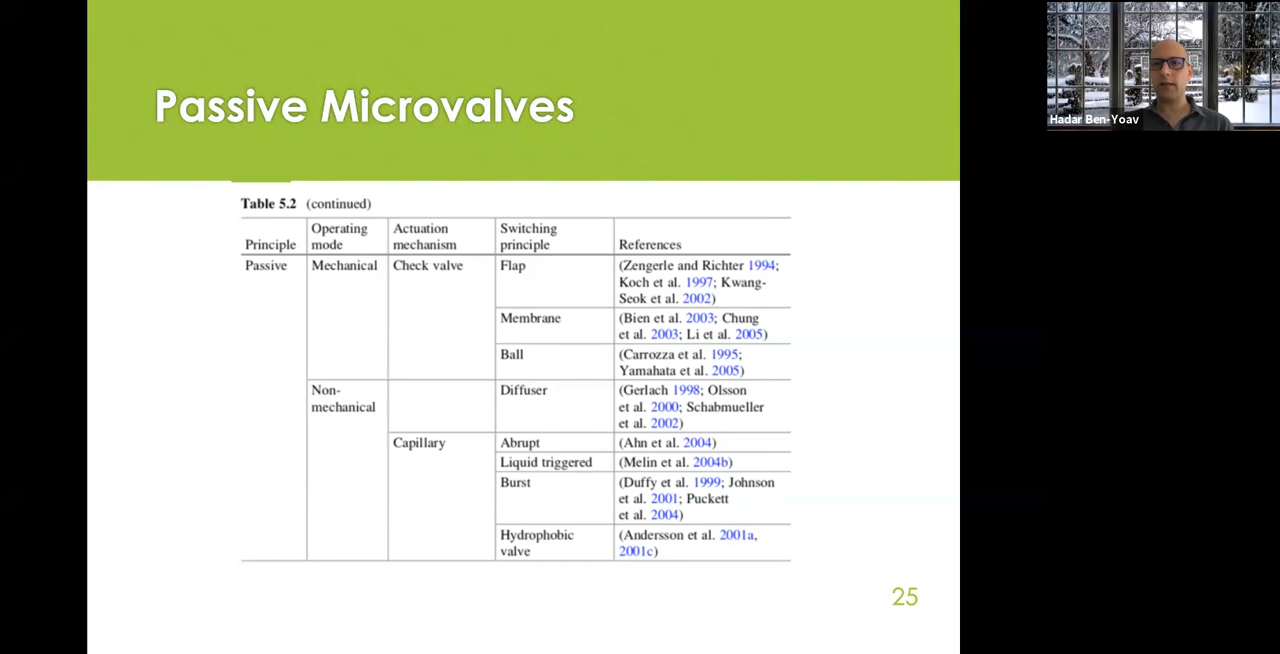 Passive Microvalves
Hadar Ben-Yoav
Table 5.2 (continued)
Principle
Operating
mode
Actuation
mechanism
Switching
principle
References
Passive
Mechanical
Check valve
Flap
(Zengerle and Richter 1994;
Koch et al. 1997; Kwang-
Seok et al. 2002)
Membrane
(Bien et al. 2003; Chung
et al. 2003; Li et al. 2005)
Ball
(Carrozza et al. 1995;
Yamahata et al. 2005)
Non-
mechanical
Diffuser
(Gerlach 1998; Olsson
et al. 2000; Schabmueller
et al. 2002)
Capillary
Abrupt
(Ahn et al. 2004)
Liquid triggered
(Melin et al. 2004b)
Burst
(Duffy et al. 1999; Johnson
et al. 2001; Puckett
et al. 2004)
Hydrophobic
valve
(Andersson et al. 2001a,
2001c)
25